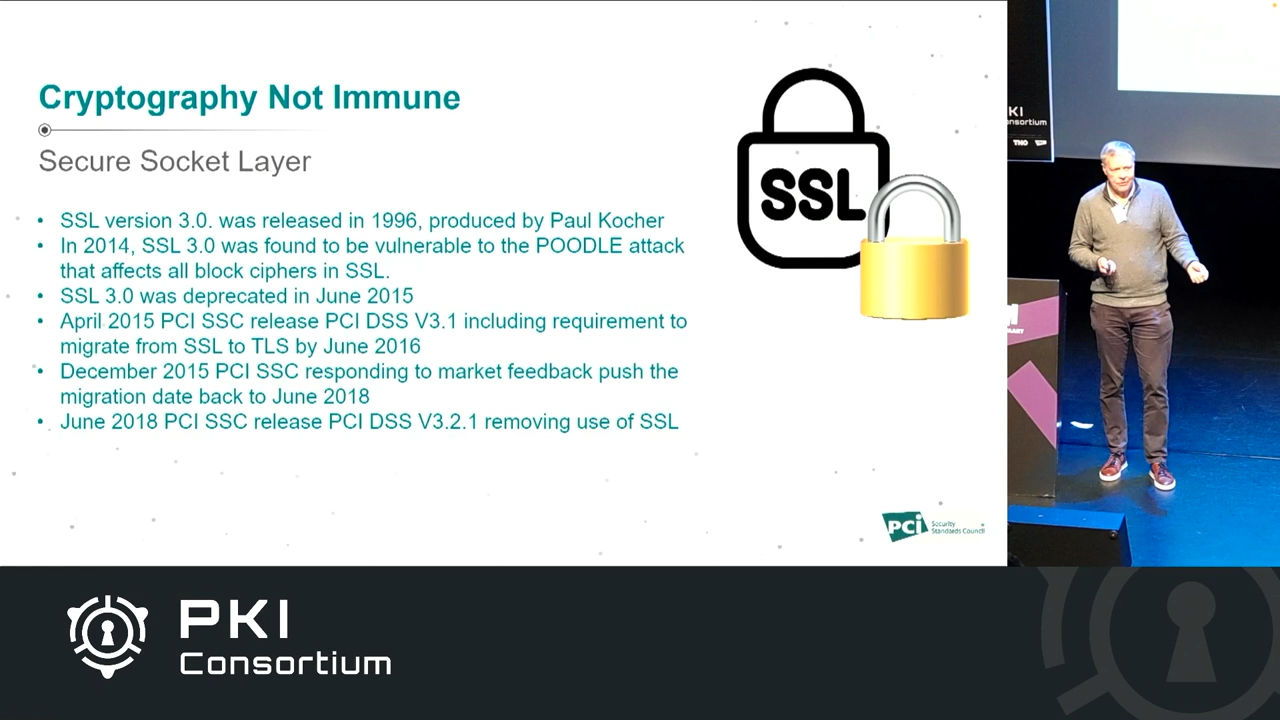 Cryptography Not Immune
Secure Socket Layer
• SSL version 3.0. was released in 1996, produced by Paul Kocher
• In 2014, SSL 3.0 was found to be vulnerable to the POODLE attack
that affects all block ciphers in SSL.
• SSL 3.0 was deprecated in June 2015
• April 2015 PCI SSC release PCI DSS V3.1 including requirement to
migrate from SSL to TLS by June 2016
• December 2015 PCI SSC responding to market feedback push the
migration date back to June 2018
• June 2018 PCI SSC release PCI DSS V3.2.1 removing use of SSL
SSL
PCI Security
Standards Council
KI
onsortium
TNO
PKI
Consortium